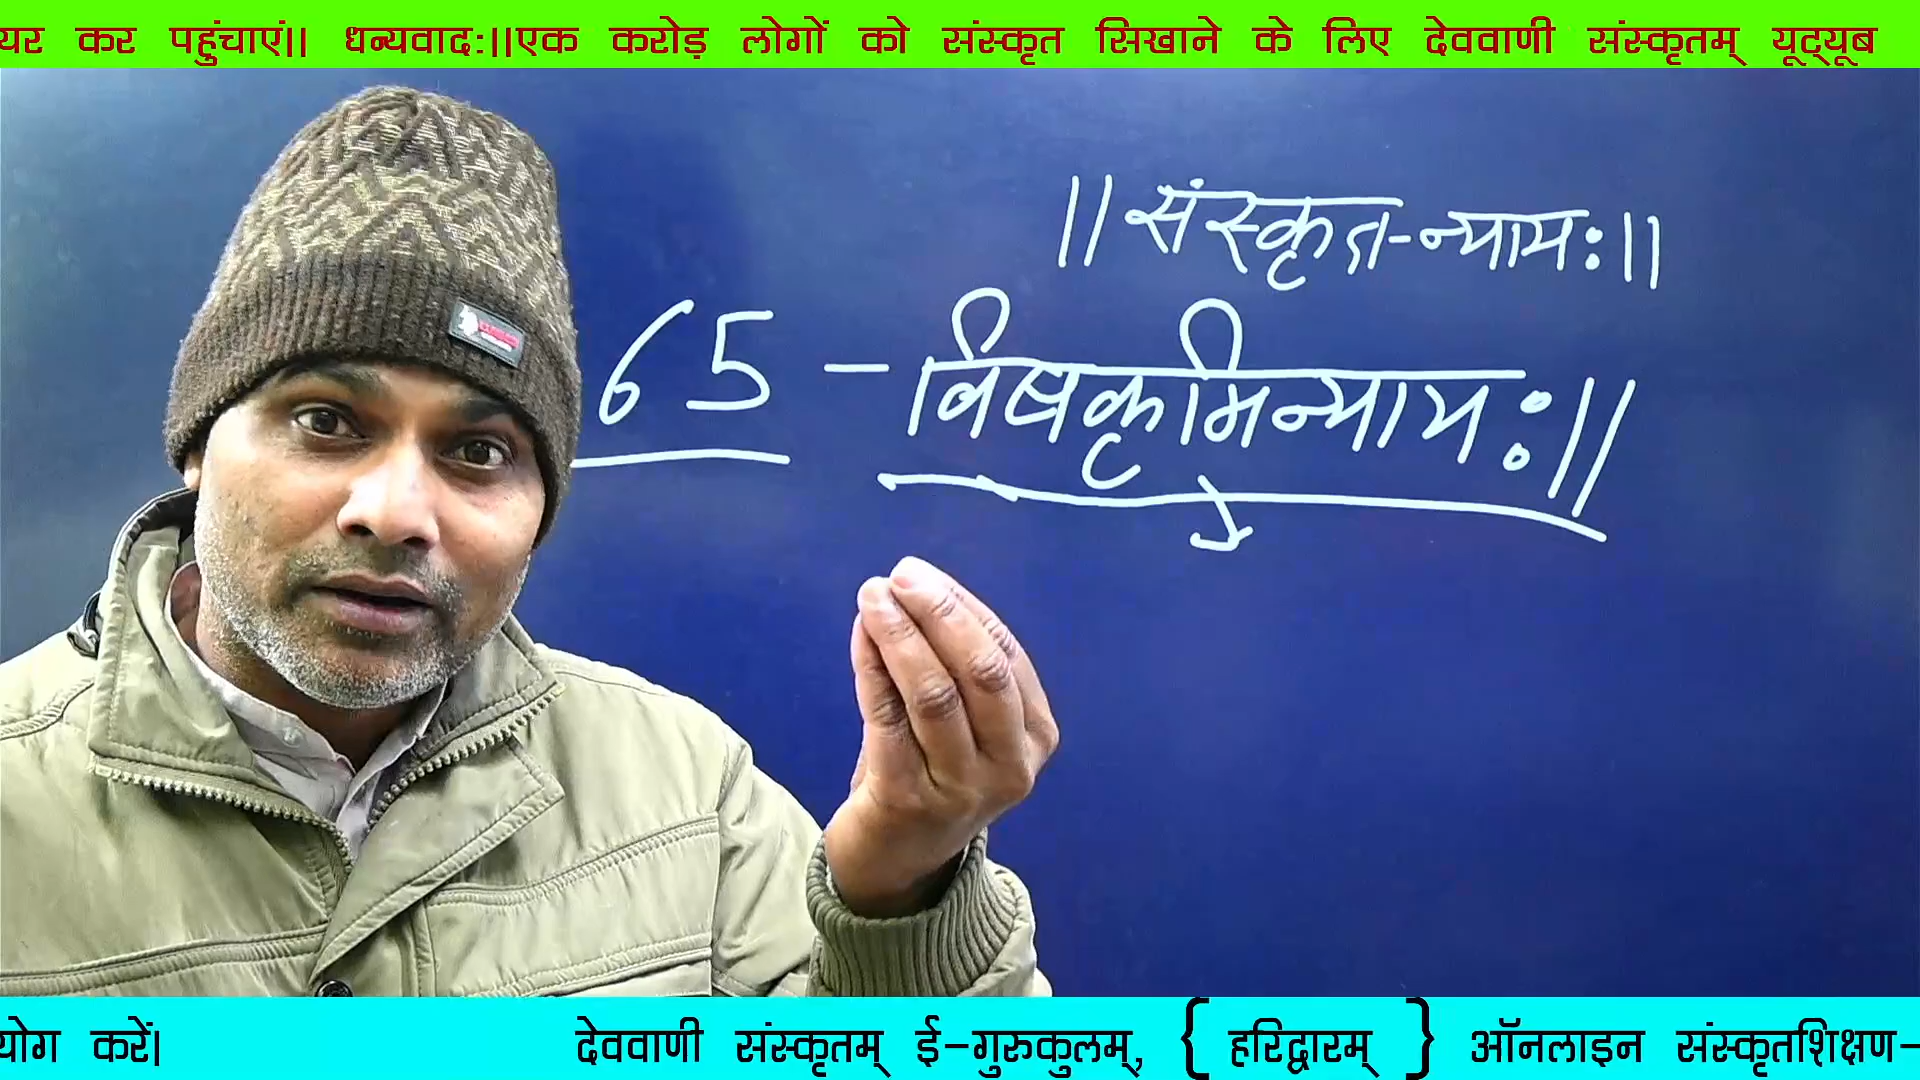 यर कर पहुंचाएं।। धन्यवाद:।।एक करोड़ लोगों को संस्कृत सिखाने के लिए देववाणी संस्कृतम् यूट्यूब
||संस्कृत-न्याय:||
65 - विषकृमिन्याय:||
योग करें। देववाणी संस्कृतम् ई-गुरुकुलम्, { हरिद्वारम् } ऑनलाइन संस्कृतशिक्षण-